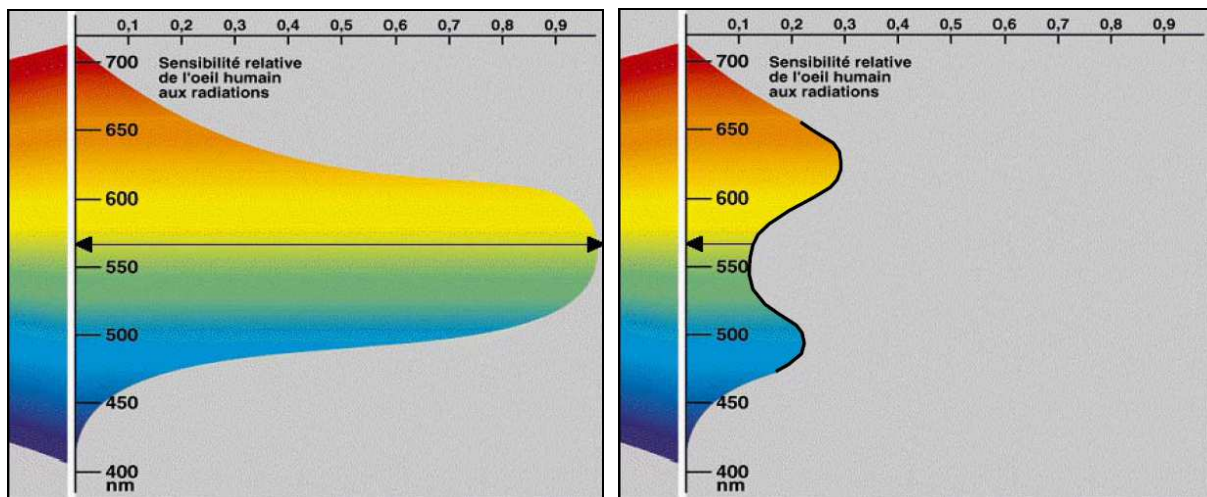 0,1 0,2 0,3 0,4 0,5 0,6 0,7 0,8 0,9
700
Sensibilité relative
de l'oeil humain
aux radiations
650
600
550
500
450
400
nm
0,1 0,2 0,3 0,4 0,5 0,6 0,7 0,8 0,9
700
Sensibilité relative
de l'oeil humain
aux radiations
650
600
550
500
450
400
nm